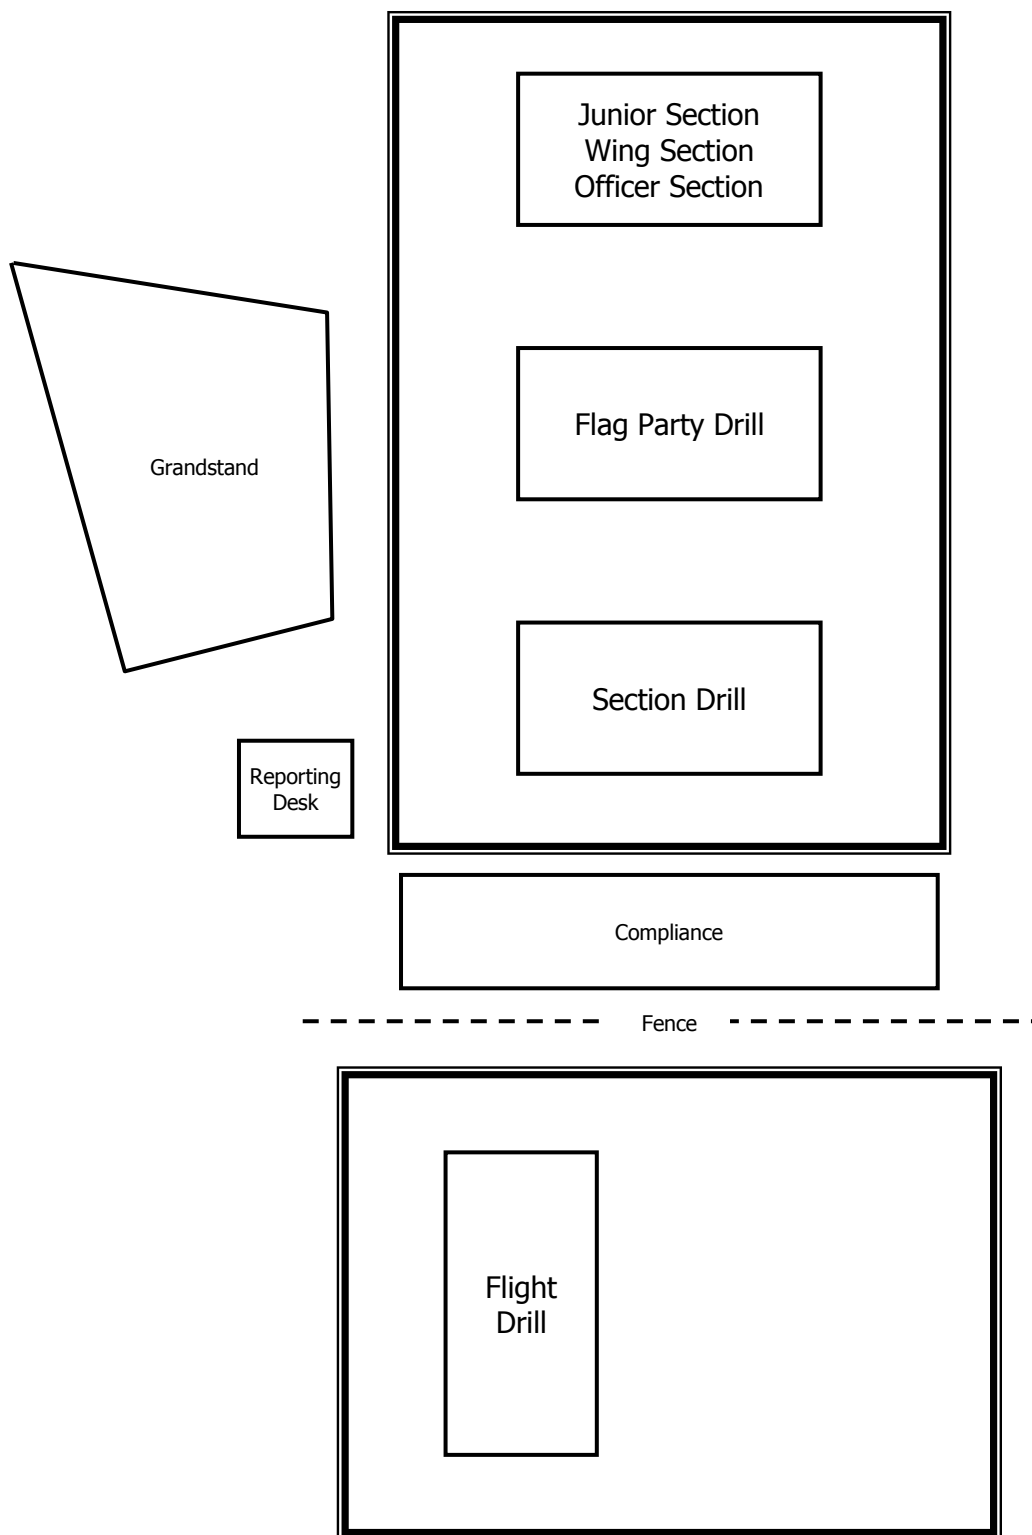 Junior Section
Wing Section
Officer Section
Flag Party Drill
Grandstand
Section Drill
Reporting
Desk
Compliance
Fence
Flight
Drill